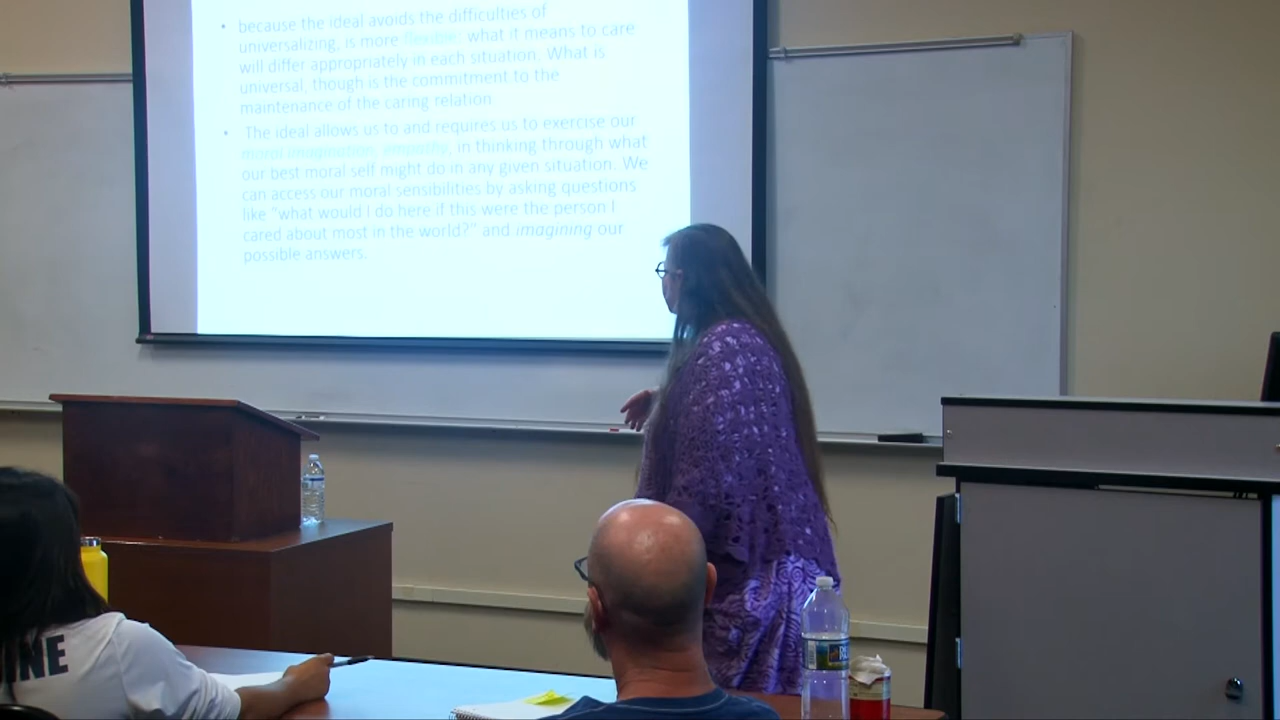 • because the ideal avoids the difficulties of
universalizing, is more flexible: what it means to care
will differ appropriately in each situation. What is
universal, though is the commitment to the
maintenance of the caring relation
• The ideal allows us to and requires us to exercise our
moral imagination, empathy, in thinking through what
our best moral self might do in any given situation. We
can access our moral sensibilities by asking questions
like "what would I do here if this were the person I
cared about most in the world?" and imagining our
possible answers.
INE